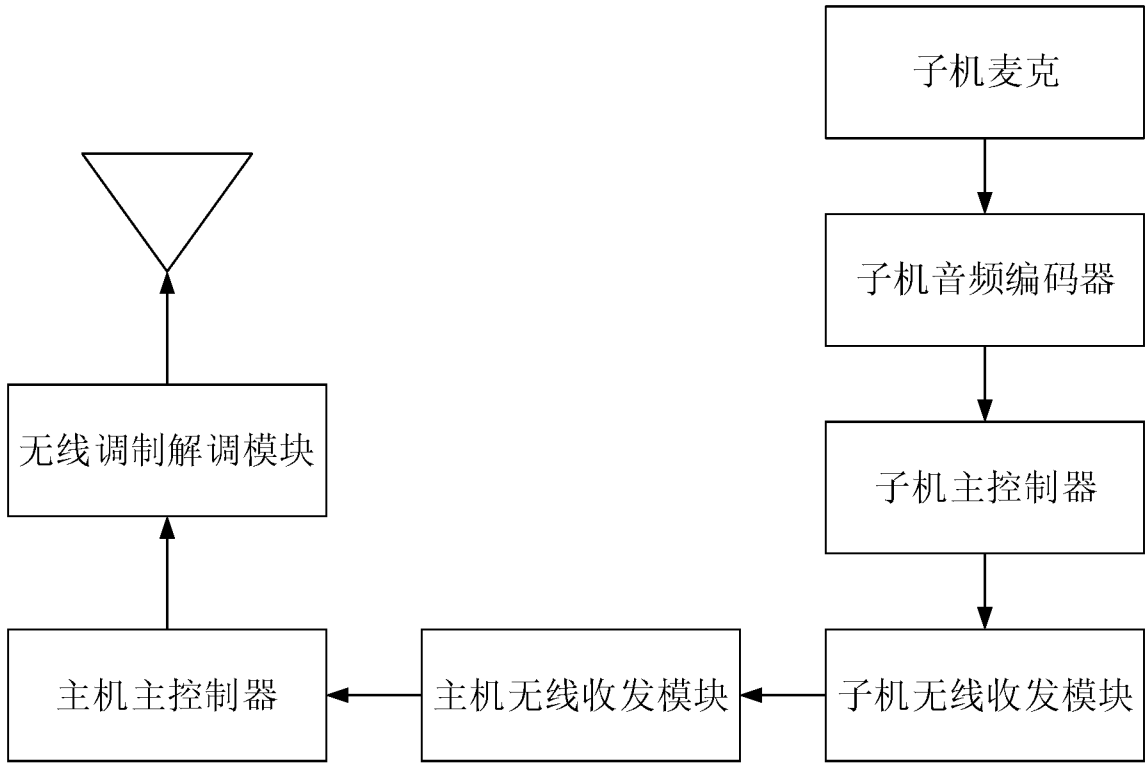 子机麦克
子机音频编码器
无线调制解调模块
子机主控制器
主机主控制器
主机无线收发模块
子机无线收发模块